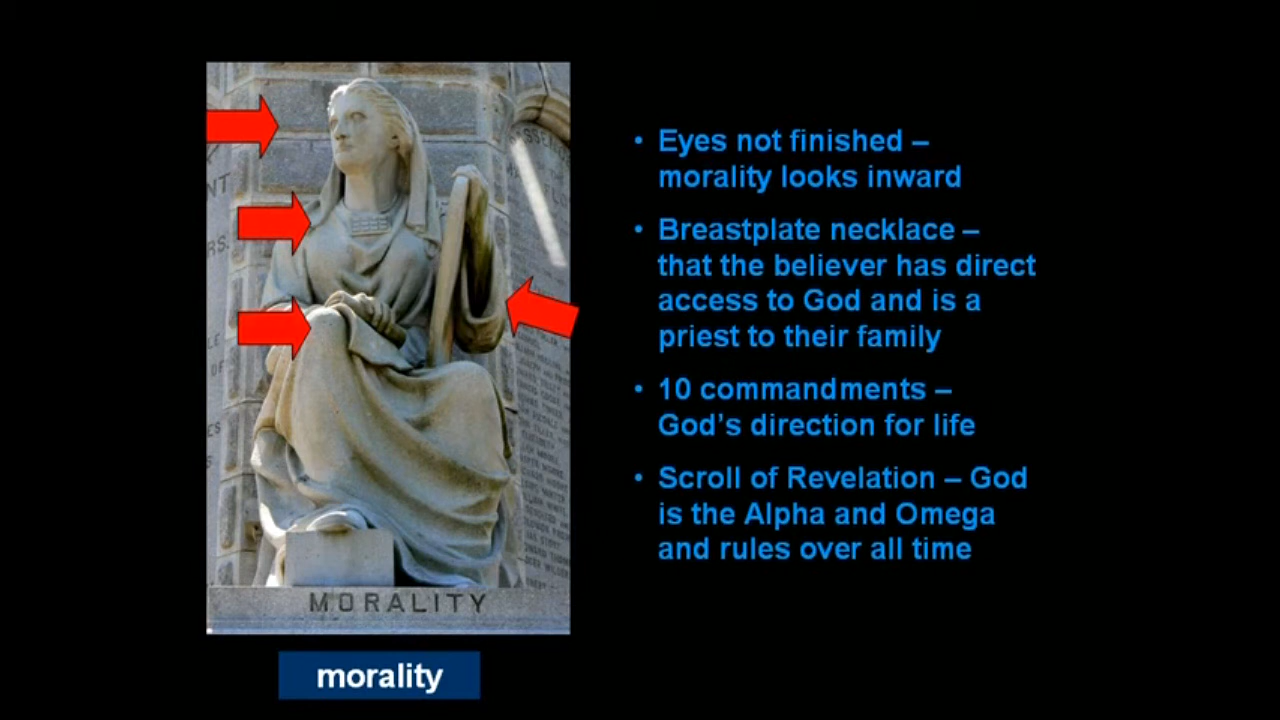 • Eyes not finished –
morality looks inward
• Breastplate necklace –
that the believer has direct
access to God and is a
priest to their family
• 10 commandments –
God's direction for life
• Scroll of Revelation – God
is the Alpha and Omega
and rules over all time
MORALITY
morality